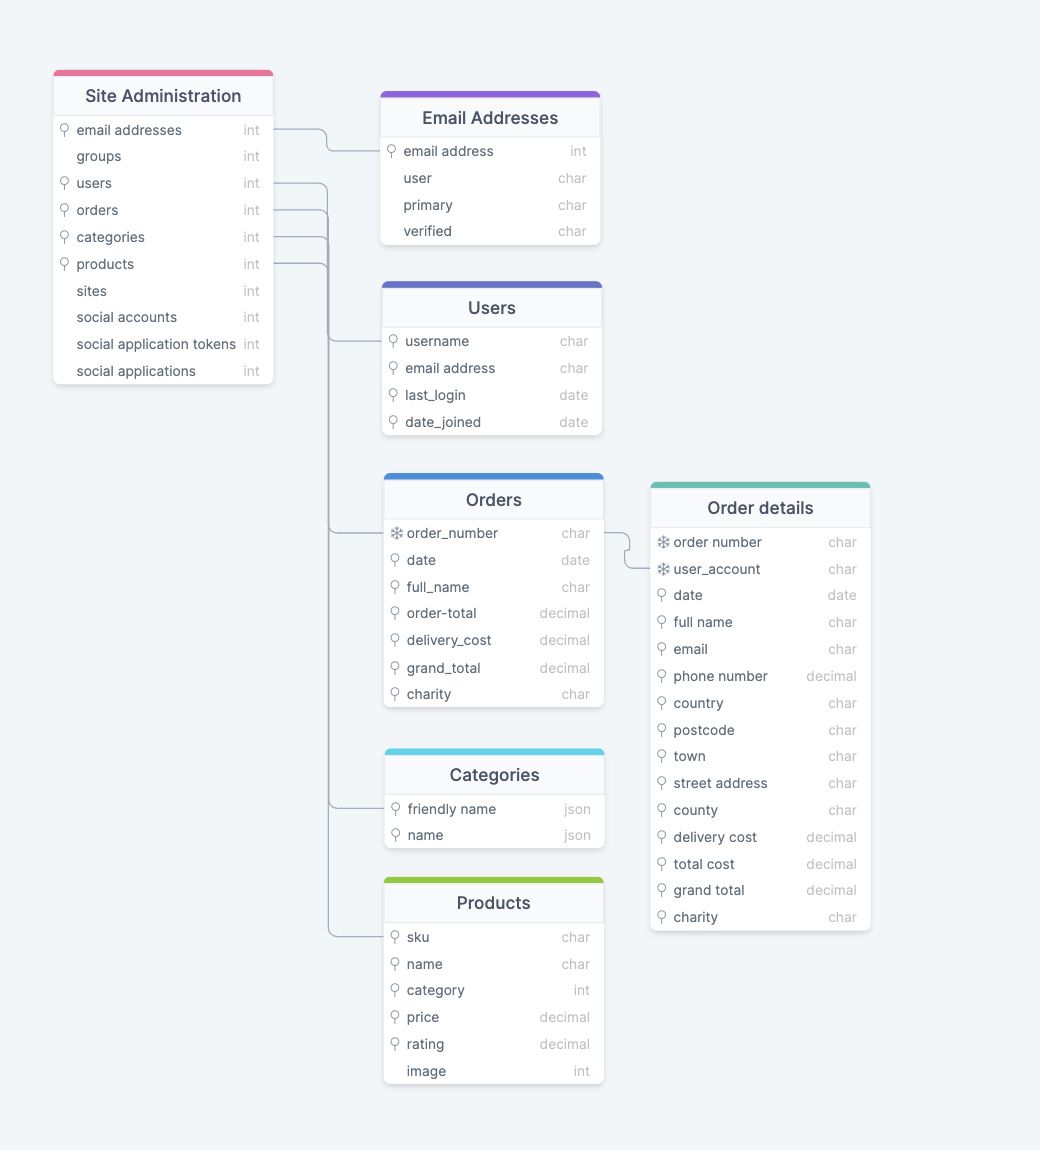 Site Administration
email addresses int
groups int
users int
orders int
categories int
products int
sites int
social accounts int
social application tokens int
social applications int
Email Addresses
email address int
user char
primary char
verified char
Users
username char
email address char
last_login date
date_joined date
Orders
order_number char
date date
full_name char
order-total decimal
delivery_cost decimal
grand_total decimal
charity char
Order details
order number char
user_account char
date date
full name char
email char
phone number decimal
country char
postcode char
town char
street address char
county char
delivery cost decimal
total cost decimal
grand total decimal
charity char
Categories
friendly name json
name json
Products
sku char
name char
category int
price decimal
rating decimal
image int